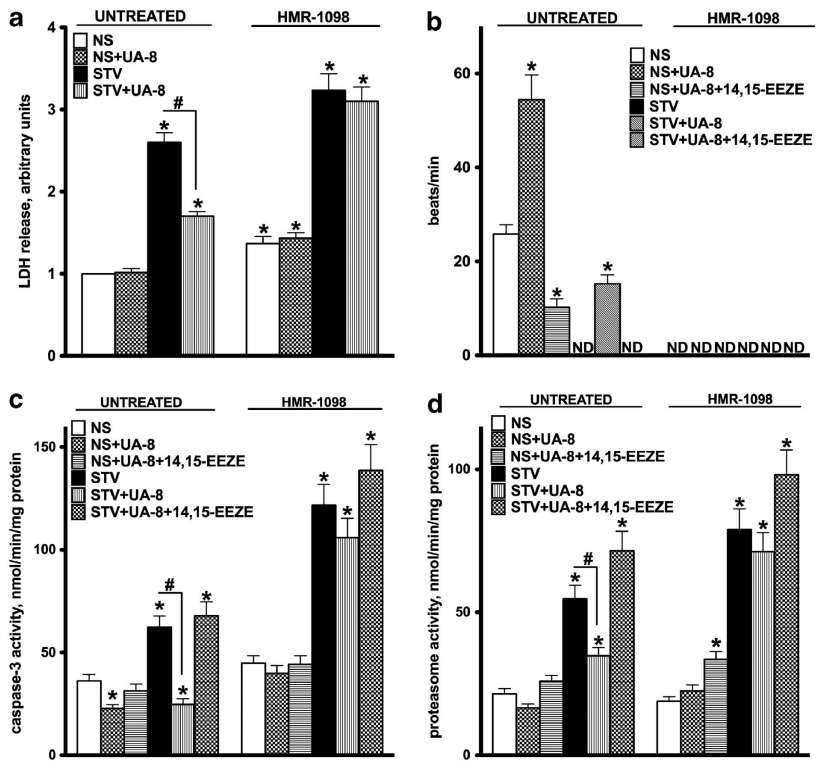 a
UNTREATED HMR-1098
NS
NS+UA-8
STV
STV+UA-8
LDH release, arbitrary units
4
3
2
1
0
* # * * * * *
b
UNTREATED HMR-1098
NS
NS+UA-8
NS+UA-8+14,15-EEZE
STV
STV+UA-8
STV+UA-8+14,15-EEZE
beats/min
60
40
20
0
* * ND * ND
ND ND ND ND ND ND
c
UNTREATED HMR-1098
NS
NS+UA-8
NS+UA-8+14,15-EEZE
STV
STV+UA-8
STV+UA-8+14,15-EEZE
caspase-3 activity, nmol/min/mg protein
150
100
50
0
* * # * * * * *
d
UNTREATED HMR-1098
NS
NS+UA-8
NS+UA-8+14,15-EEZE
STV
STV+UA-8
STV+UA-8+14,15-EEZE
proteasome activity, nmol/min/mg protein
100
50
0
* # * * * * * *